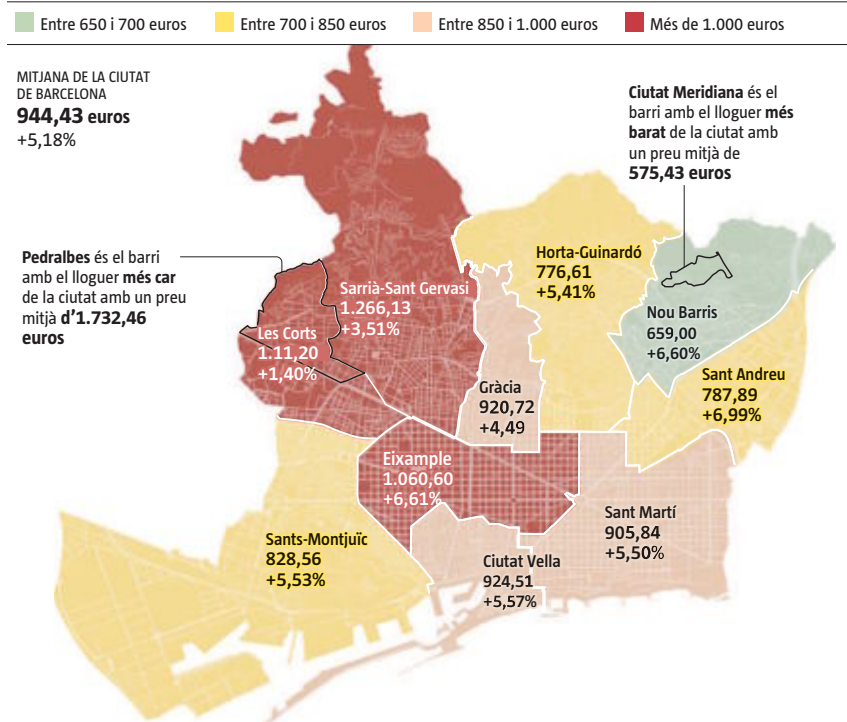 Entre 650 i 700 euros
Entre 700 i 850 euros
Entre 850 i 1.000 euros
Més de 1.000 euros
MITJANA DE LA CIUTAT
DE BARCELONA
944,43 euros
+5,18%
Ciutat Meridiana és el
barri amb el lloguer més
barat de la ciutat amb
un preu mitjà de
575,43 euros
Pedralbes és el barri
amb el lloguer més car
de la ciutat amb un preu
mitjà d'1.732,46
euros
Sarrià-Sant Gervasi
1.266,13
+3,51%
Horta-Guinardó
776,61
+5,41%
Nou Barris
659,00
+6,60%
Les Corts
1.11,20
+1,40%
Sant Andreu
787,89
+6,99%
Gràcia
920,72
+4,49
Eixample
1.060,60
+6,61%
Sant Martí
905,84
+5,50%
Sants-Montjuïc
828,56
+5,53%
Ciutat Vella
924,51
+5,57%